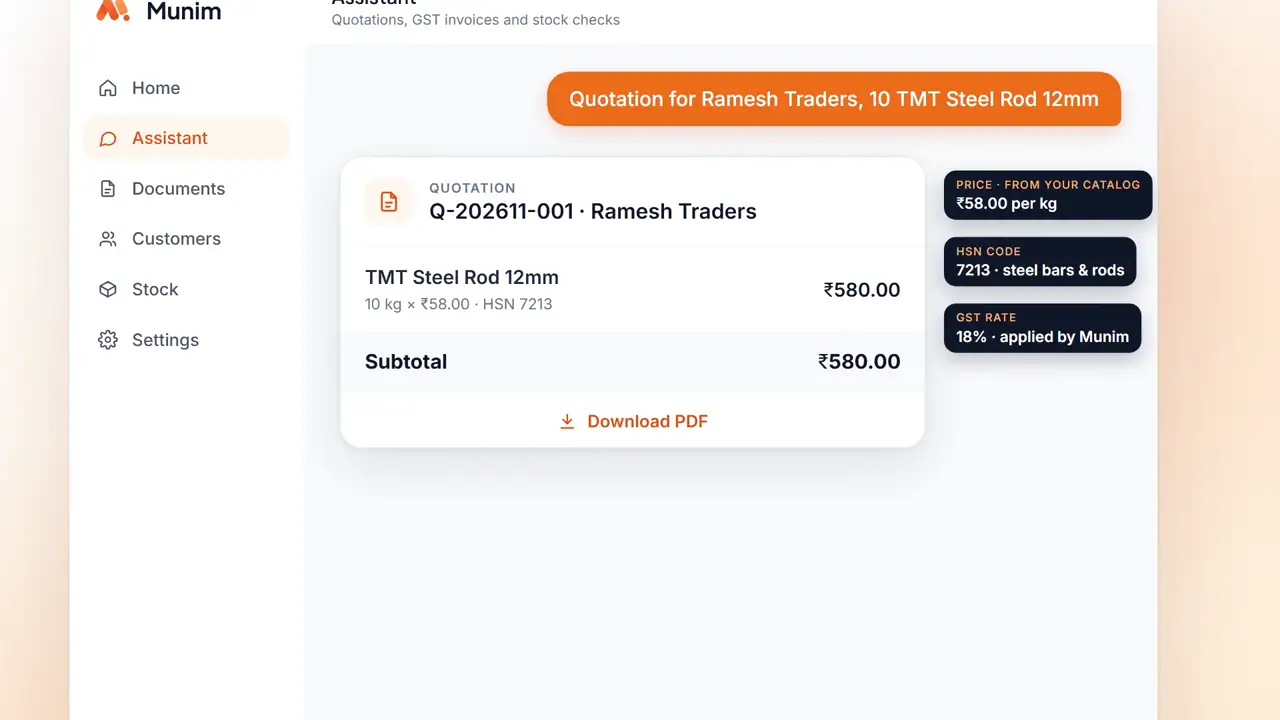 Munim
Assistant
Quotations, GST invoices and stock checks
Home
Assistant
Documents
Customers
Stock
Settings
Quotation for Ramesh Traders, 10 TMT Steel Rod 12mm
QUOTATION
Q-202611-001 · Ramesh Traders
TMT Steel Rod 12mm
10 kg × ₹58.00 · HSN 7213
₹580.00
Subtotal
₹580.00
Download PDF
PRICE · FROM YOUR CATALOG
₹58.00 per kg
HSN CODE
7213 · steel bars & rods
GST RATE
18% · applied by Munim